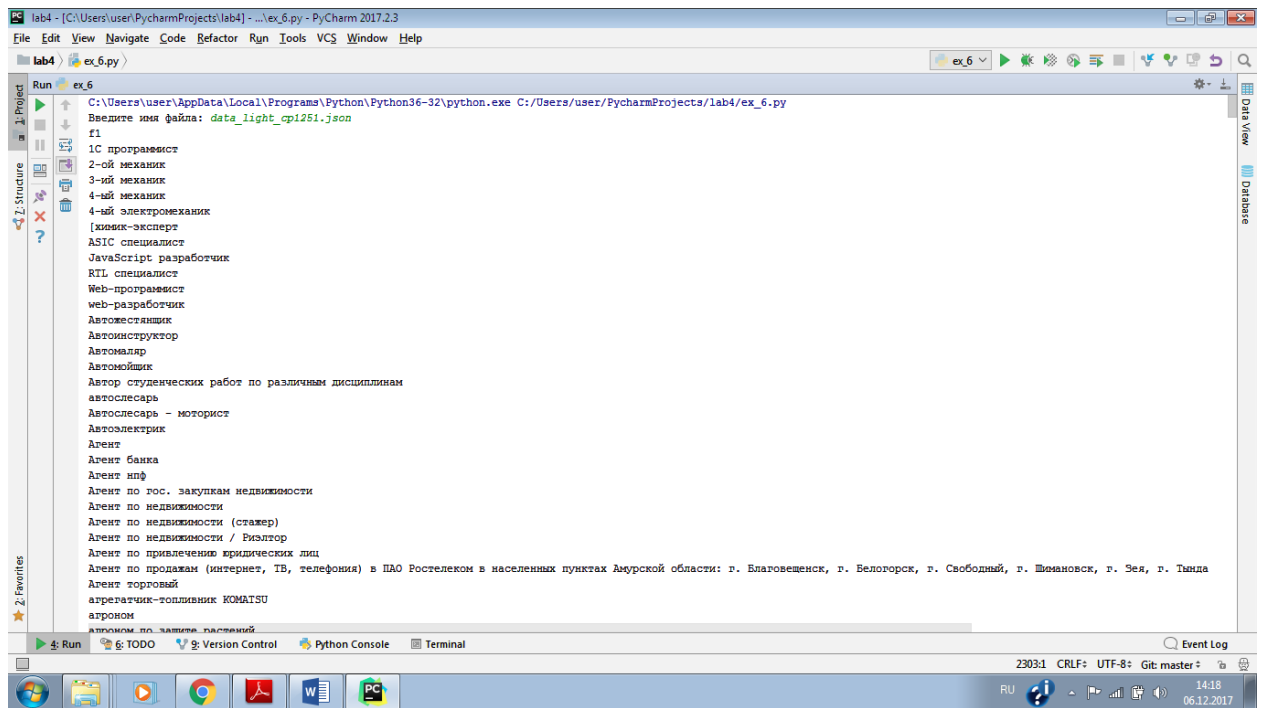 lab4 - [C:\Users\user\PycharmProjects\lab4] - ...\ex_6.py - PyCharm 2017.2.3
File Edit View Navigate Code Refactor Run Tools VCS Window Help
lab4 ex_6.py ex_6
Run ex_6
1: Project
7: Structure
2: Favorites
Data View
Database
C:\Users\user\AppData\Local\Programs\Python\Python36-32\python.exe C:/Users/user/PycharmProjects/lab4/ex_6.py
Введите имя файла: data_light_cp1251.json
f1
1С программист
2-ой механик
3-ий механик
4-ый механик
4-ый электромеханик
[химик-эксперт
ASIC специалист
JavaScript разработчик
RTL специалист
Web-программист
web-разработчик
Автожестянщик
Автоинструктор
Автомаляр
Автомойщик
Автор студенческих работ по различным дисциплинам
автослесарь
Автослесарь - моторист
Автоэлектрик
Агент
Агент банка
Агент нпф
Агент по гос. закупкам недвижимости
Агент по недвижимости
Агент по недвижимости (стажер)
Агент по недвижимости / Риэлтор
Агент по привлечению юридических лиц
Агент по продажам (интернет, ТВ, телефония) в ПАО Ростелеком в населенных пунктах Амурской области: г. Благовещенск, г. Белогорск, г. Свободный, г. Шимановск, г. Зея, г. Тында
Агент торговый
агрегатчик-топливник KOMATSU
агроном
агроном по защите растений
4: Run 6: TODO 9: Version Control Python Console Terminal Event Log
2303:1 CRLF UTF-8 Git: master
RU 14:18
06.12.2017